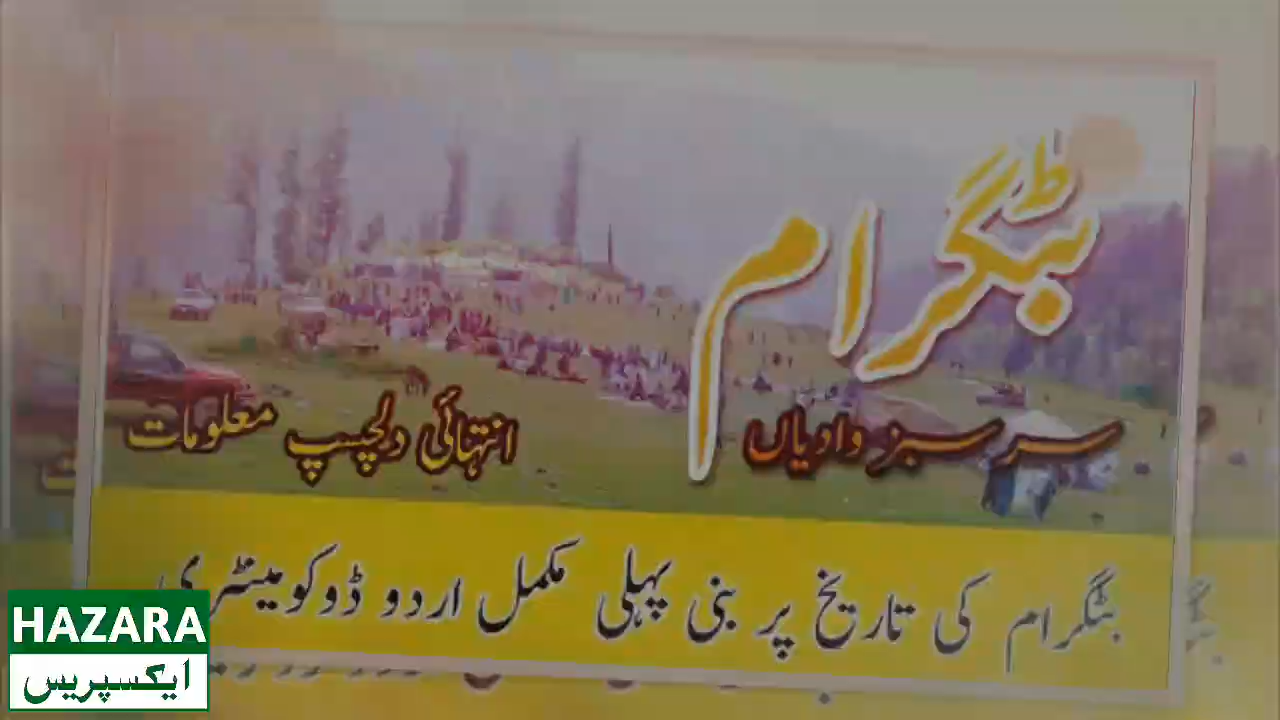 بٹگرام
سرسبز وادیاں
انتہائی دلچسپ معلومات
بٹگرام کی تاریخ پر بنی پہلی مکمل اردو ڈوکومینٹری
HAZARA
ایکسپریس